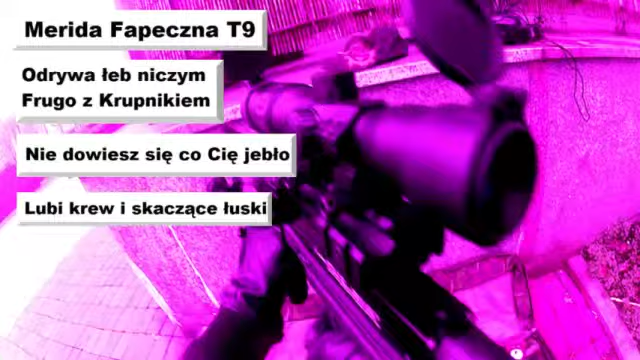 Merida Fapeczna T9
Odrywa łeb niczym
Frugo z Krupnikiem
Nie dowiesz się co Cię jebło
Lubi krew i skaczące łuski